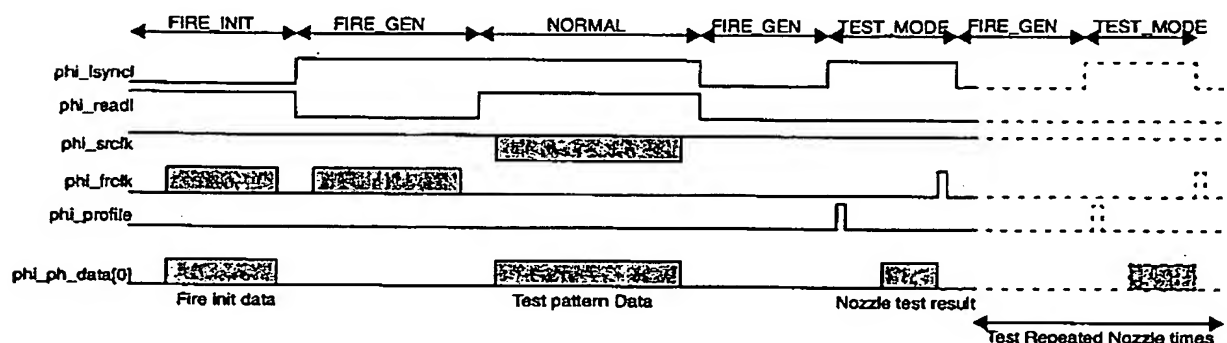 FIRE_INIT FIRE_GEN NORMAL FIRE_GEN TEST_MODE FIRE_GEN TEST_MODE
phi_lsyncl
phi_readl
phi_srclk
phi_frclk
phi_profile
phi_ph_data[0]
Fire init data Test pattern Data Nozzle test result
Test Repeated Nozzle times